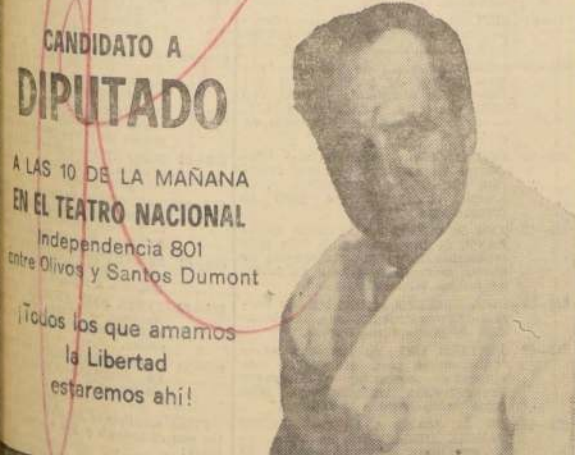 CANDIDATO A
DIPUTADO
A LAS 10 DE LA MAÑANA
EN EL TEATRO NACIONAL
Independencia 801
entre Olivos y Santos Dumont
¡Todos los que amamos
la Libertad
estaremos ahí!